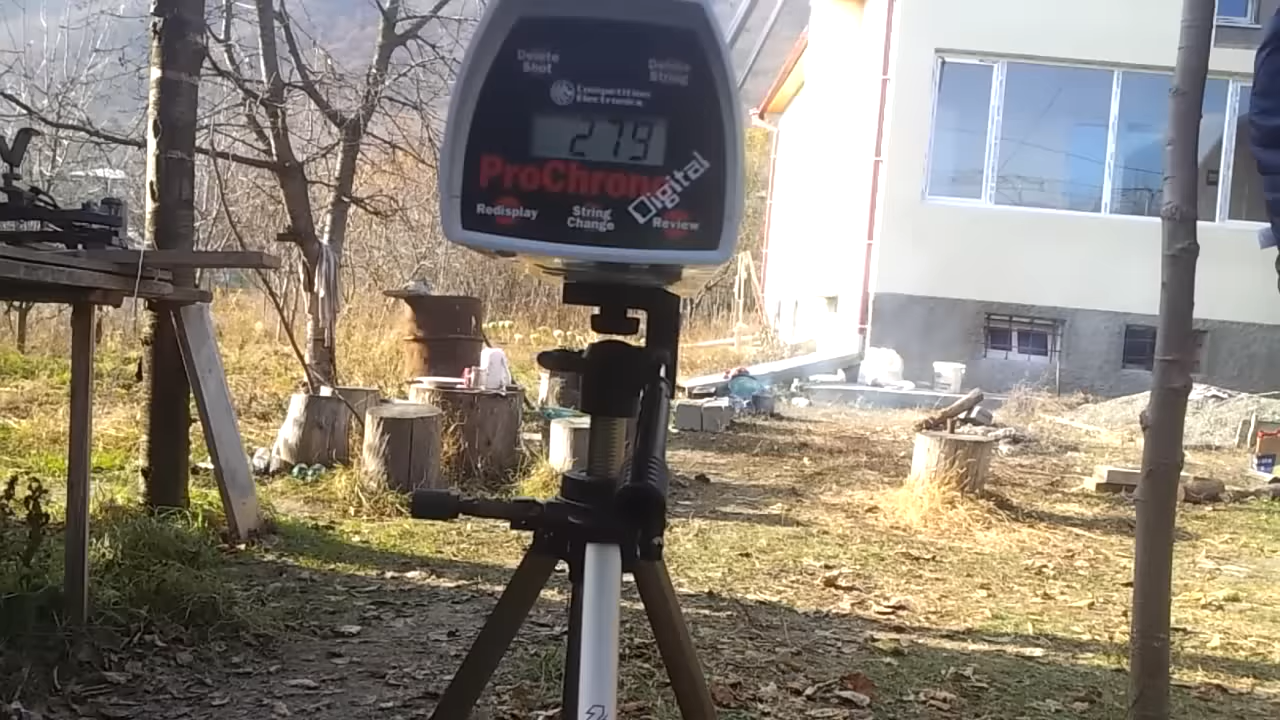 Delete
Shot
Delete
String
Competition
Electronics
279
ProChrono
Digital
Redisplay
String
Change
Review